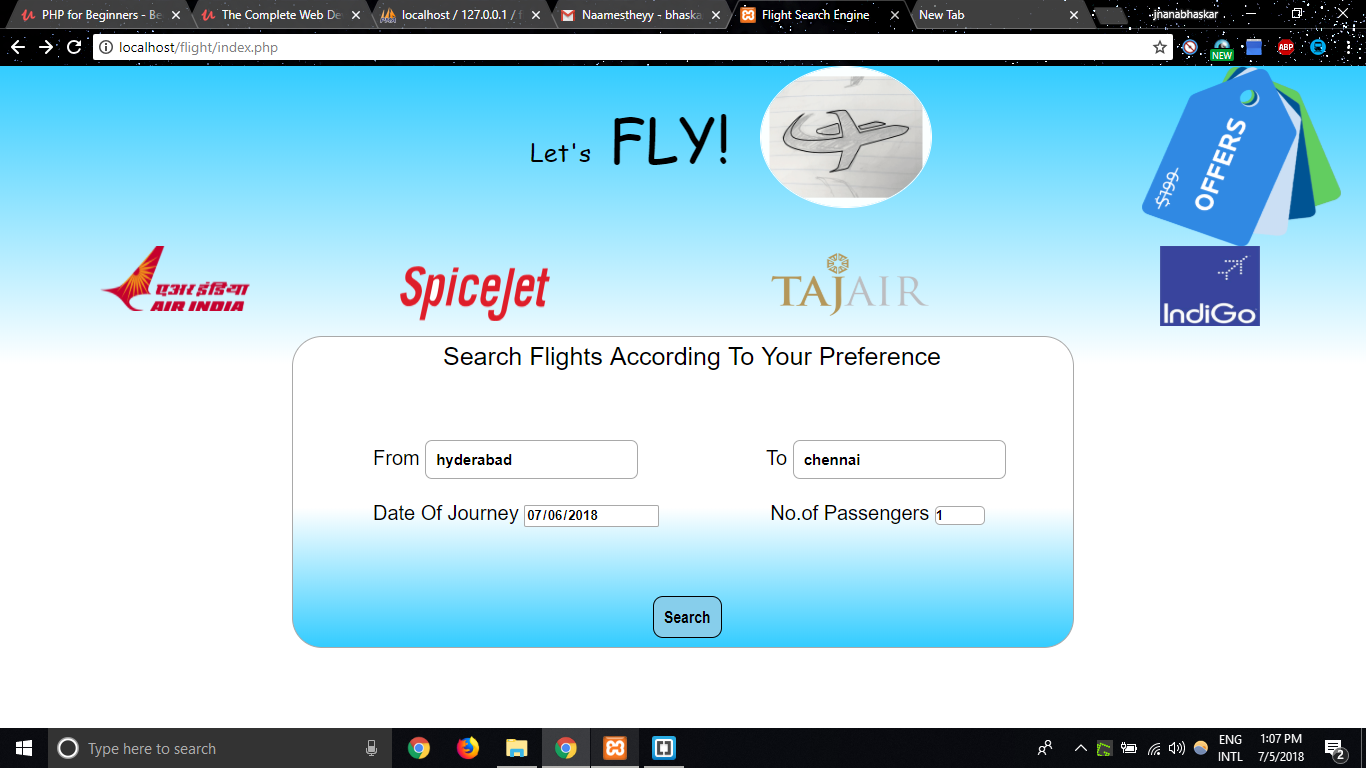 PHP for Beginners - Be
The Complete Web De
localhost / 127.0.0.1 / f
Naamestheyy - bhaska
Flight Search Engine
New Tab
jnanabhaskar
localhost/flight/index.php
NEW
ABP
Let's FLY!
$199
OFFERS
एअर इंडिया
AIR INDIA
SpiceJet
TAJAIR
IndiGo
Search Flights According To Your Preference
From hyderabad
To chennai
Date Of Journey 07/06/2018
No.of Passengers 1
Search
Type here to search
ENG
INTL
1:07 PM
7/5/2018
2